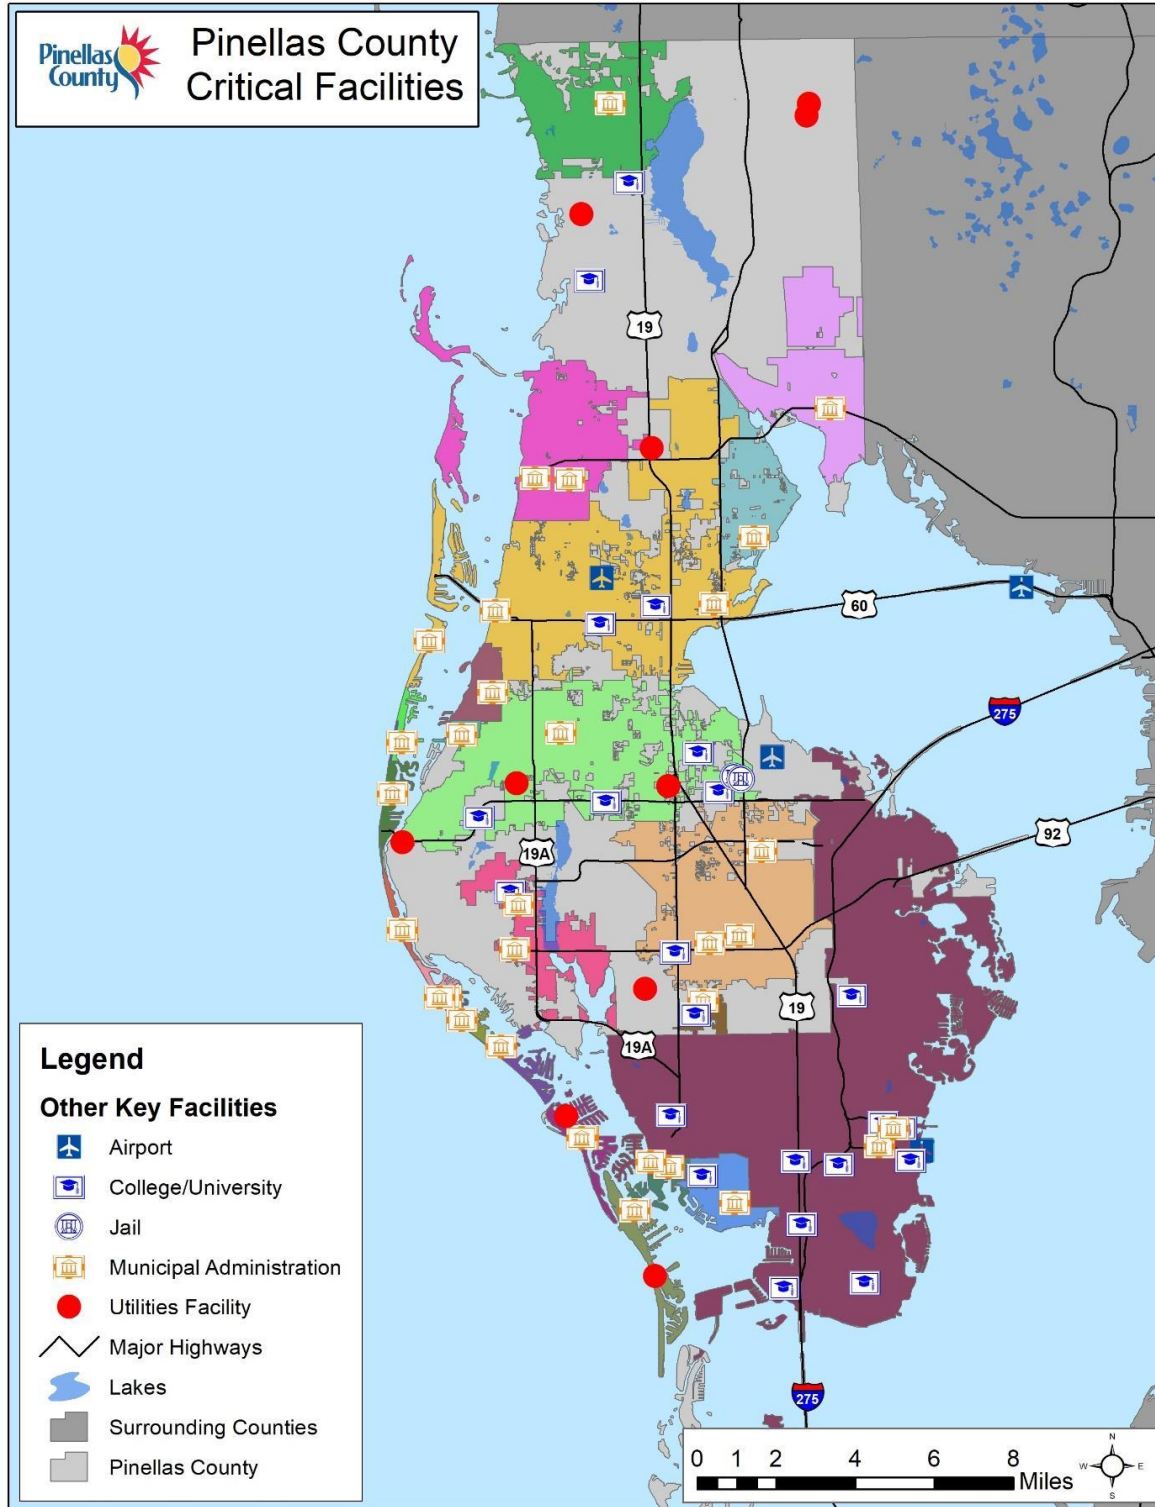 Pinellas
County
Pinellas County
Critical Facilities
19
60
275
92
19A
19
19A
275
Legend
Other Key Facilities
Airport
College/University
Jail
Municipal Administration
Utilities Facility
Major Highways
Lakes
Surrounding Counties
Pinellas County
0 1 2 4 6 8
Miles
N
W E
S